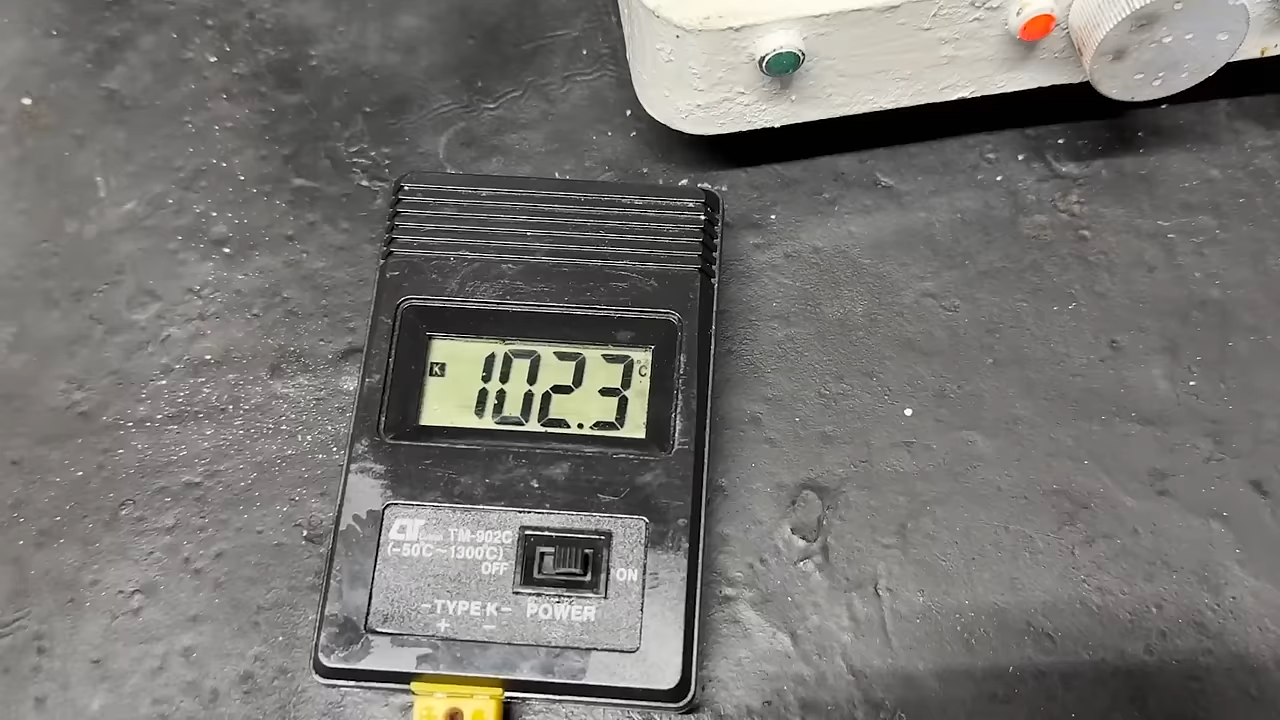 K 102.3 °C
TM-902C
(-50°C~1300°C)
OFF ON
-TYPE K- POWER
+ -